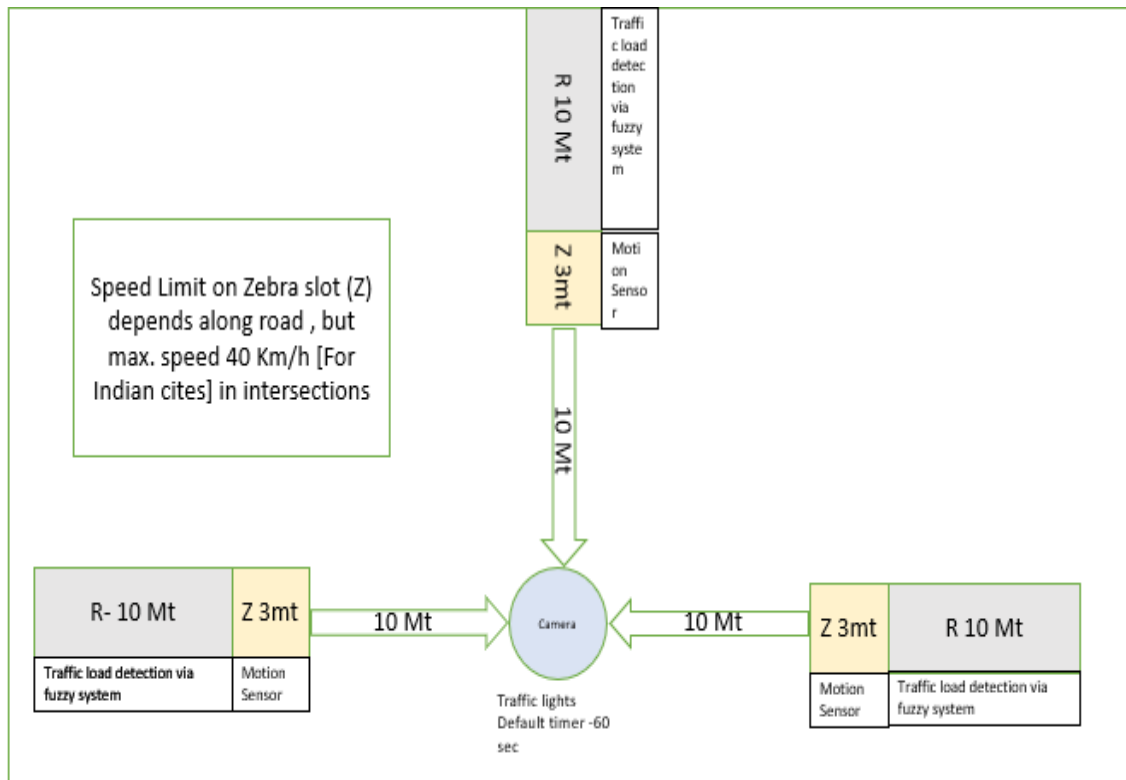 R 10 Mt
Traffi
c load
detec
tion
via
fuzzy
syste
m
Z 3mt
Moti
on
Senso
r
Speed Limit on Zebra slot (Z)
depends along road , but
max. speed 40 Km/h [For
Indian cites] in intersections
10 Mt
R- 10 Mt
Z 3mt
10 Mt
Camera
10 Mt
Z 3mt
R 10 Mt
Traffic load detection via
fuzzy system
Motion
Sensor
Traffic lights
Default timer -60
sec
Motion
Sensor
Traffic load detection via
fuzzy system